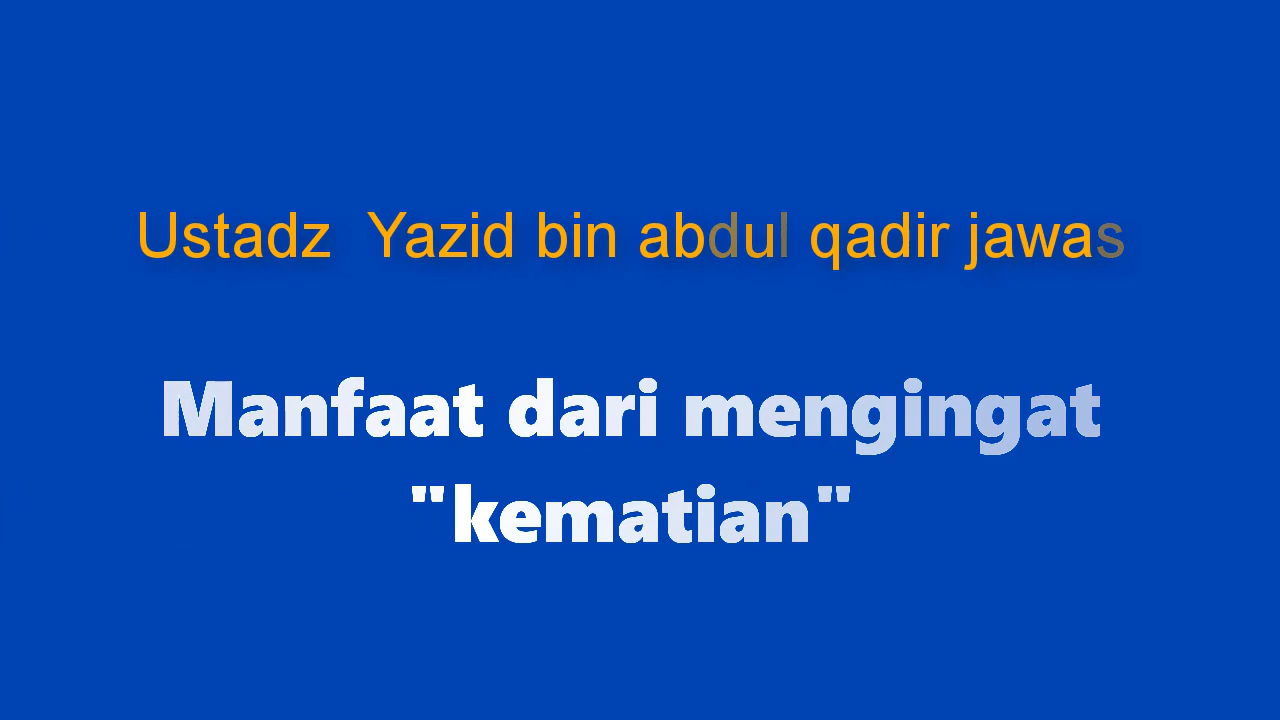 Ustadz Yazid bin abdul qadir jawas
Manfaat dari mengingat
"kematian"